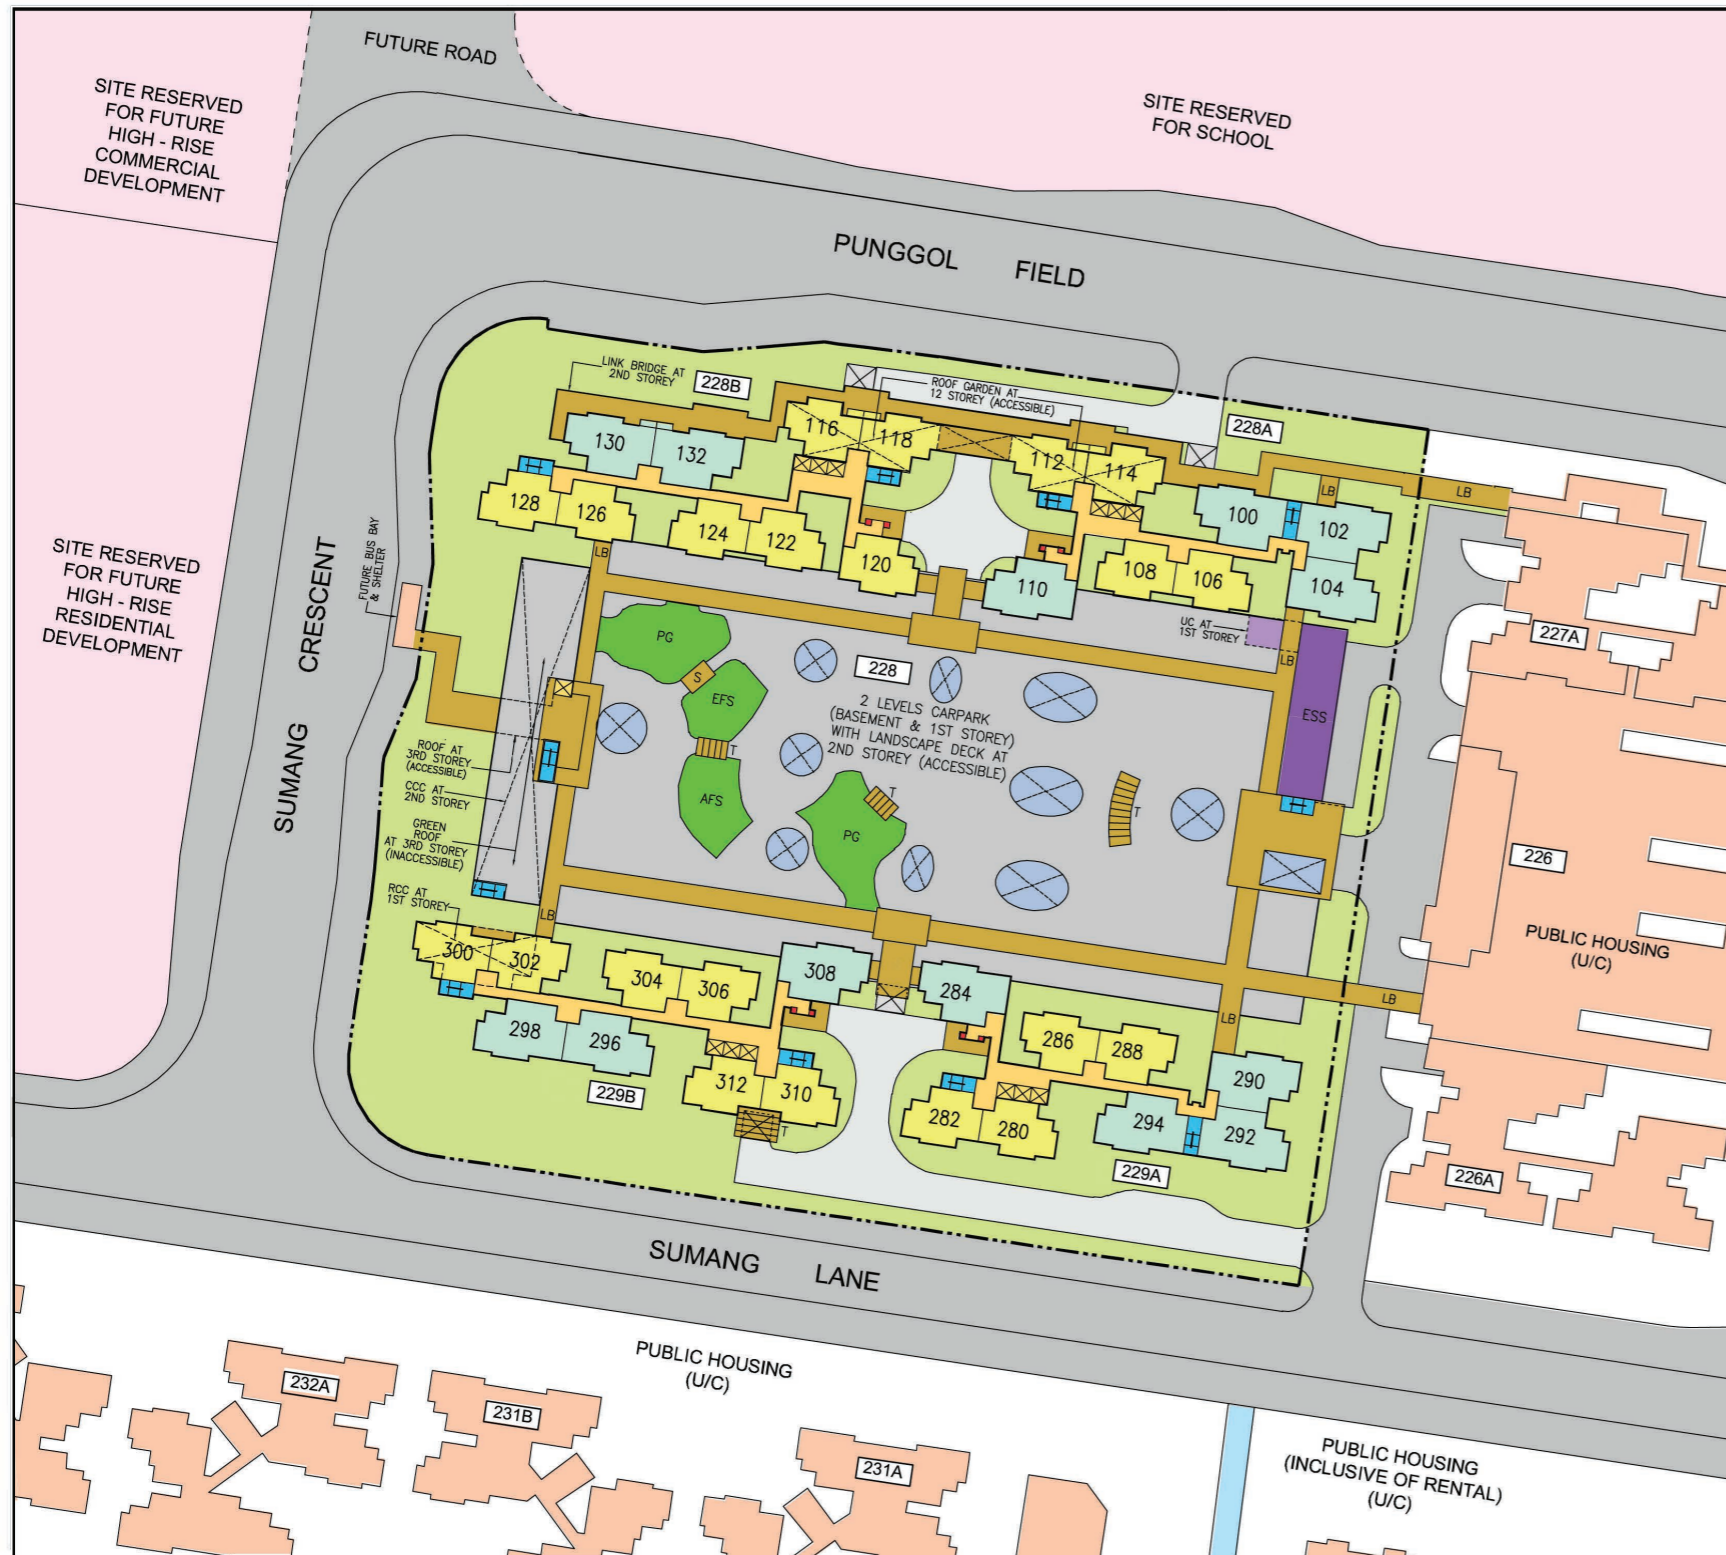 FUTURE ROAD
SITE RESERVED
FOR FUTURE
HIGH - RISE
COMMERCIAL
DEVELOPMENT
SITE RESERVED
FOR SCHOOL
PUNGGOL FIELD
LINK BRIDGE AT
2ND STOREY
228B
ROOF GARDEN AT
12 STOREY (ACCESSIBLE)
228A
130
132
116
118
112
114
100
102
LB
LB
128
126
124
122
120
110
108
106
104
LB
SITE RESERVED
FOR FUTURE
HIGH - RISE
RESIDENTIAL
DEVELOPMENT
SUMANG CRESCENT
FUTURE BUS BAY
& SHELTER
UC AT
1ST STOREY
LB
227A
PG
S
EFS
T
AFS
228
2 LEVELS CARPARK
(BASEMENT & 1ST STOREY)
WITH LANDSCAPE DECK AT
2ND STOREY (ACCESSIBLE)
ESS
ROOF AT
3RD STOREY
(ACCESSIBLE)
CCC AT
2ND STOREY
GREEN
ROOF
AT 3RD STOREY
(INACCESSIBLE)
RCC AT
1ST STOREY
T
PG
T
226
PUBLIC HOUSING
(U/C)
LB
LB
LB
300
302
304
306
308
284
286
288
290
298
296
312
310
282
280
294
292
229B
T
229A
226A
SUMANG LANE
PUBLIC HOUSING
(U/C)
232A
231B
231A
PUBLIC HOUSING
(INCLUSIVE OF RENTAL)
(U/C)